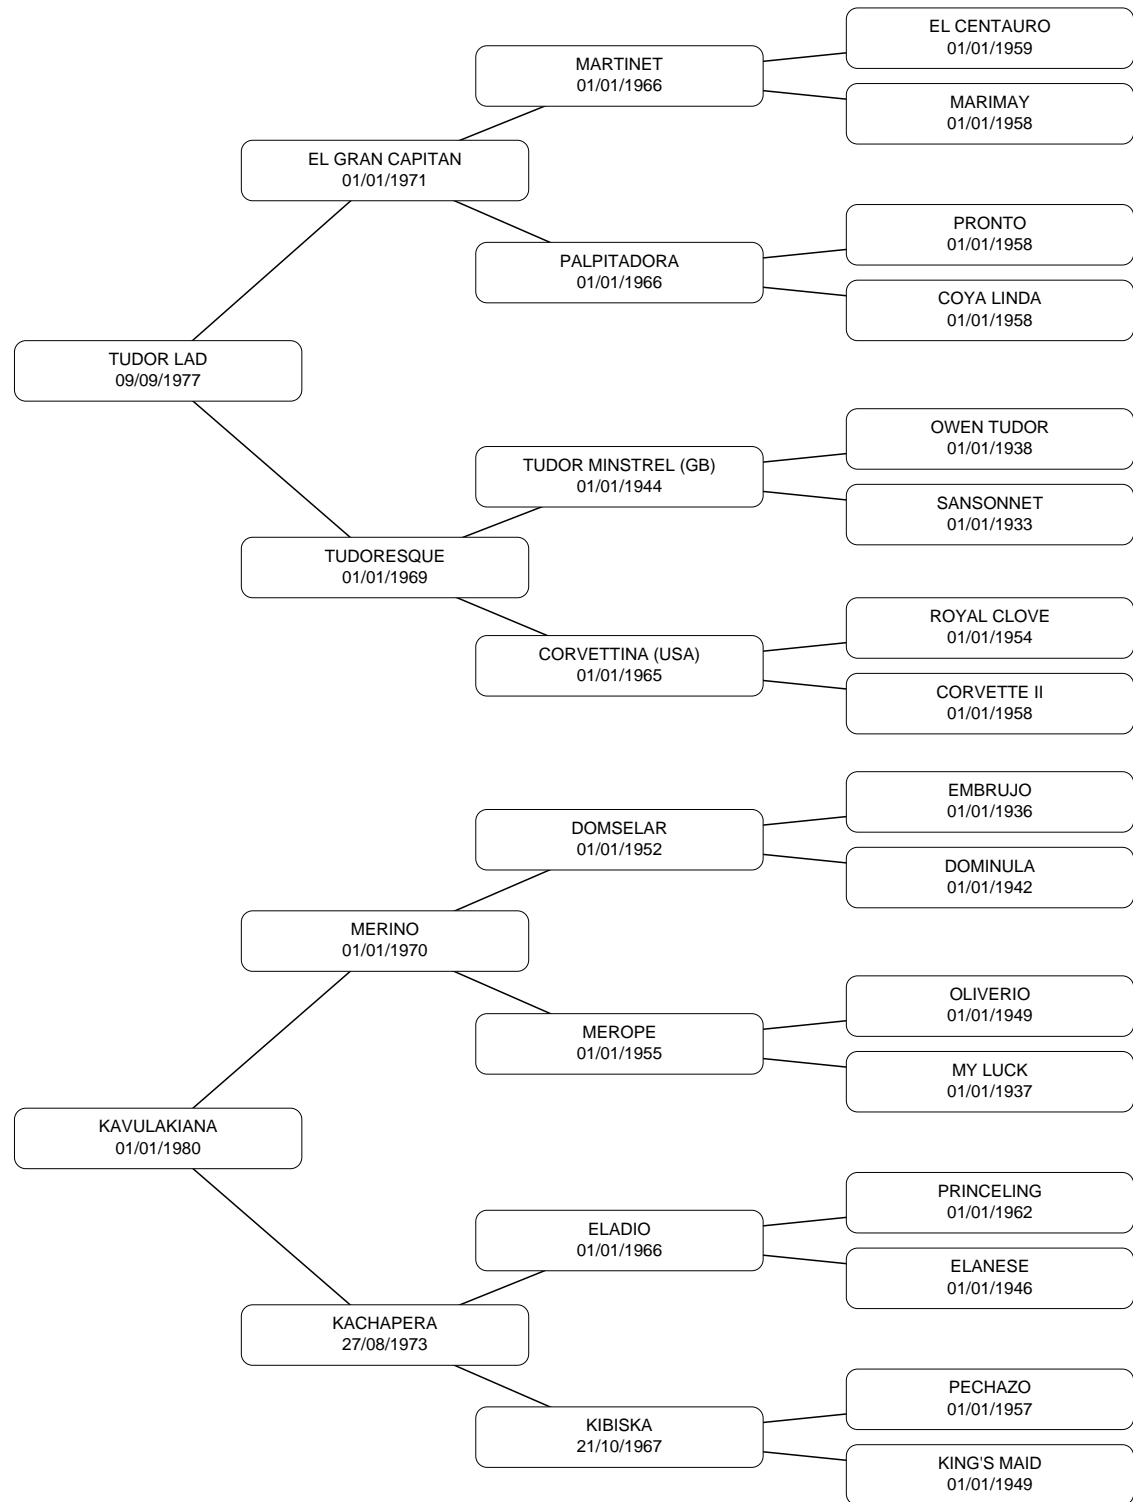 EL CENTAURO
01/01/1959
MARTINET
01/01/1966
MARIMAY
01/01/1958
EL GRAN CAPITAN
01/01/1971
PRONTO
01/01/1958
PALPITADORA
01/01/1966
COYA LINDA
01/01/1958
TUDOR LAD
09/09/1977
OWEN TUDOR
01/01/1938
TUDOR MINSTREL (GB)
01/01/1944
SANSONNET
01/01/1933
TUDORESQUE
01/01/1969
ROYAL CLOVE
01/01/1954
CORVETTINA (USA)
01/01/1965
CORVETTE II
01/01/1958
EMBRUJO
01/01/1936
DOMSELAR
01/01/1952
DOMINULA
01/01/1942
MERINO
01/01/1970
OLIVERIO
01/01/1949
MEROPE
01/01/1955
MY LUCK
01/01/1937
KAVULAKIANA
01/01/1980
PRINCELING
01/01/1962
ELADIO
01/01/1966
ELANESE
01/01/1946
KACHAPERA
27/08/1973
PECHAZO
01/01/1957
KIBISKA
21/10/1967
KING'S MAID
01/01/1949